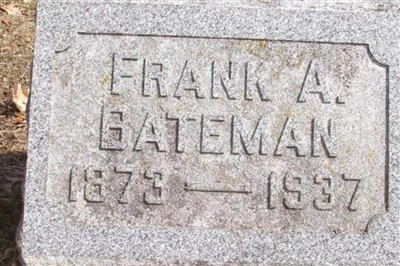 FRANK A.
BATEMAN
1873 — 1937